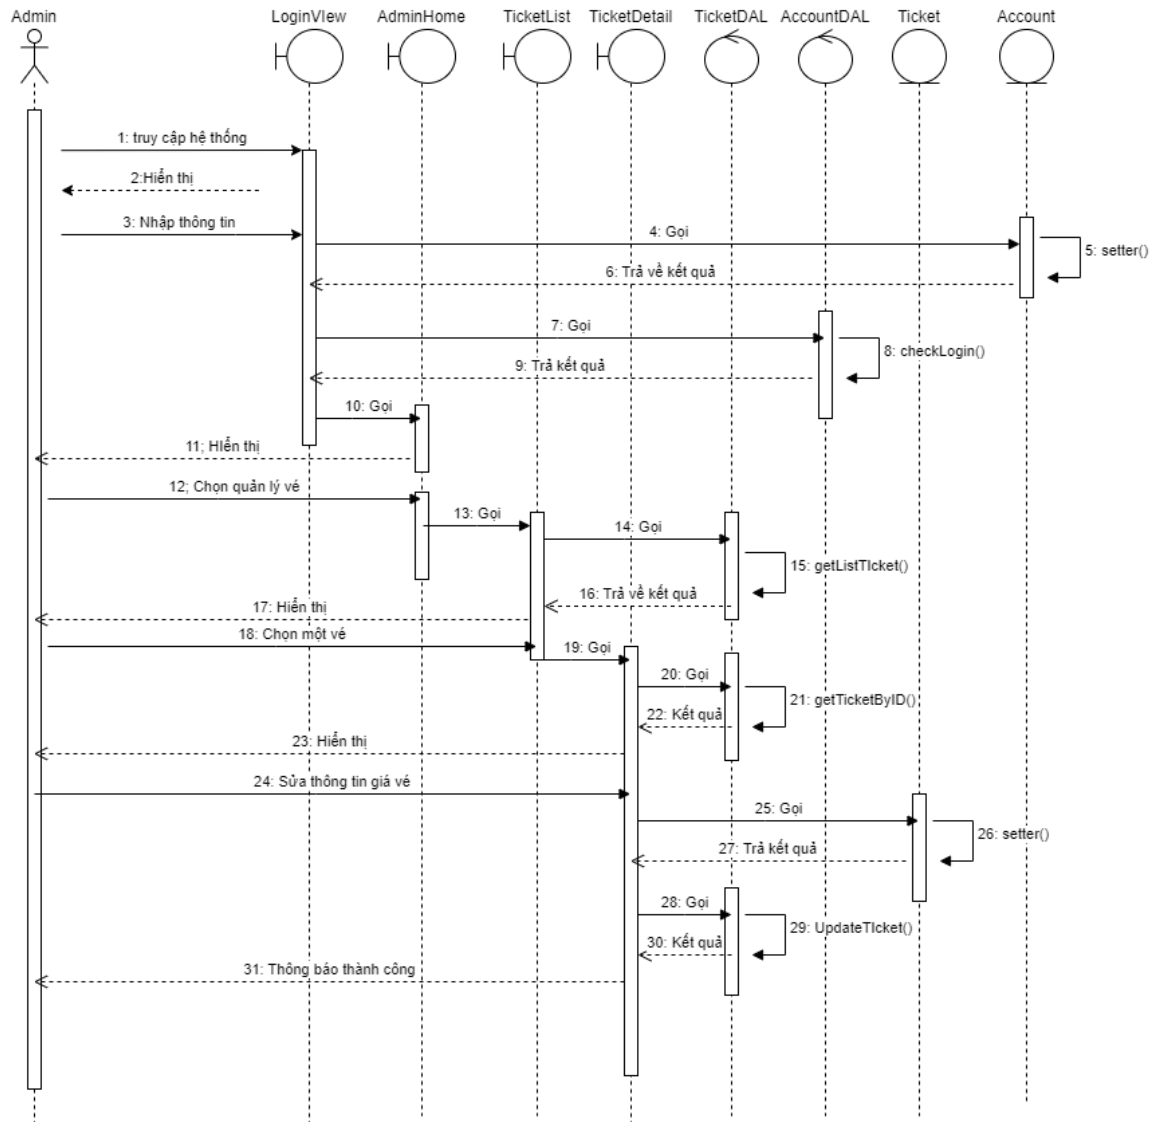 Admin
LoginVIew
AdminHome
TicketList
TicketDetail
TicketDAL
AccountDAL
Ticket
Account
1: truy cập hệ thống
2:Hiển thị
3: Nhập thông tin
4: Gọi
5: setter()
6: Trả về kết quả
7: Gọi
8: checkLogin()
9: Trả kết quả
10: Gọi
11; HIển thị
12; Chọn quản lý vé
13: Gọi
14: Gọi
15: getListTIcket()
16: Trả về kết quả
17: Hiển thị
18: Chọn một vé
19: Gọi
20: Gọi
21: getTicketByID()
22: Kết quả
23: Hiển thị
24: Sửa thông tin giá vé
25: Gọi
26: setter()
27: Trả kết quả
28: Gọi
29: UpdateTIcket()
30: Kết quả
31: Thông báo thành công